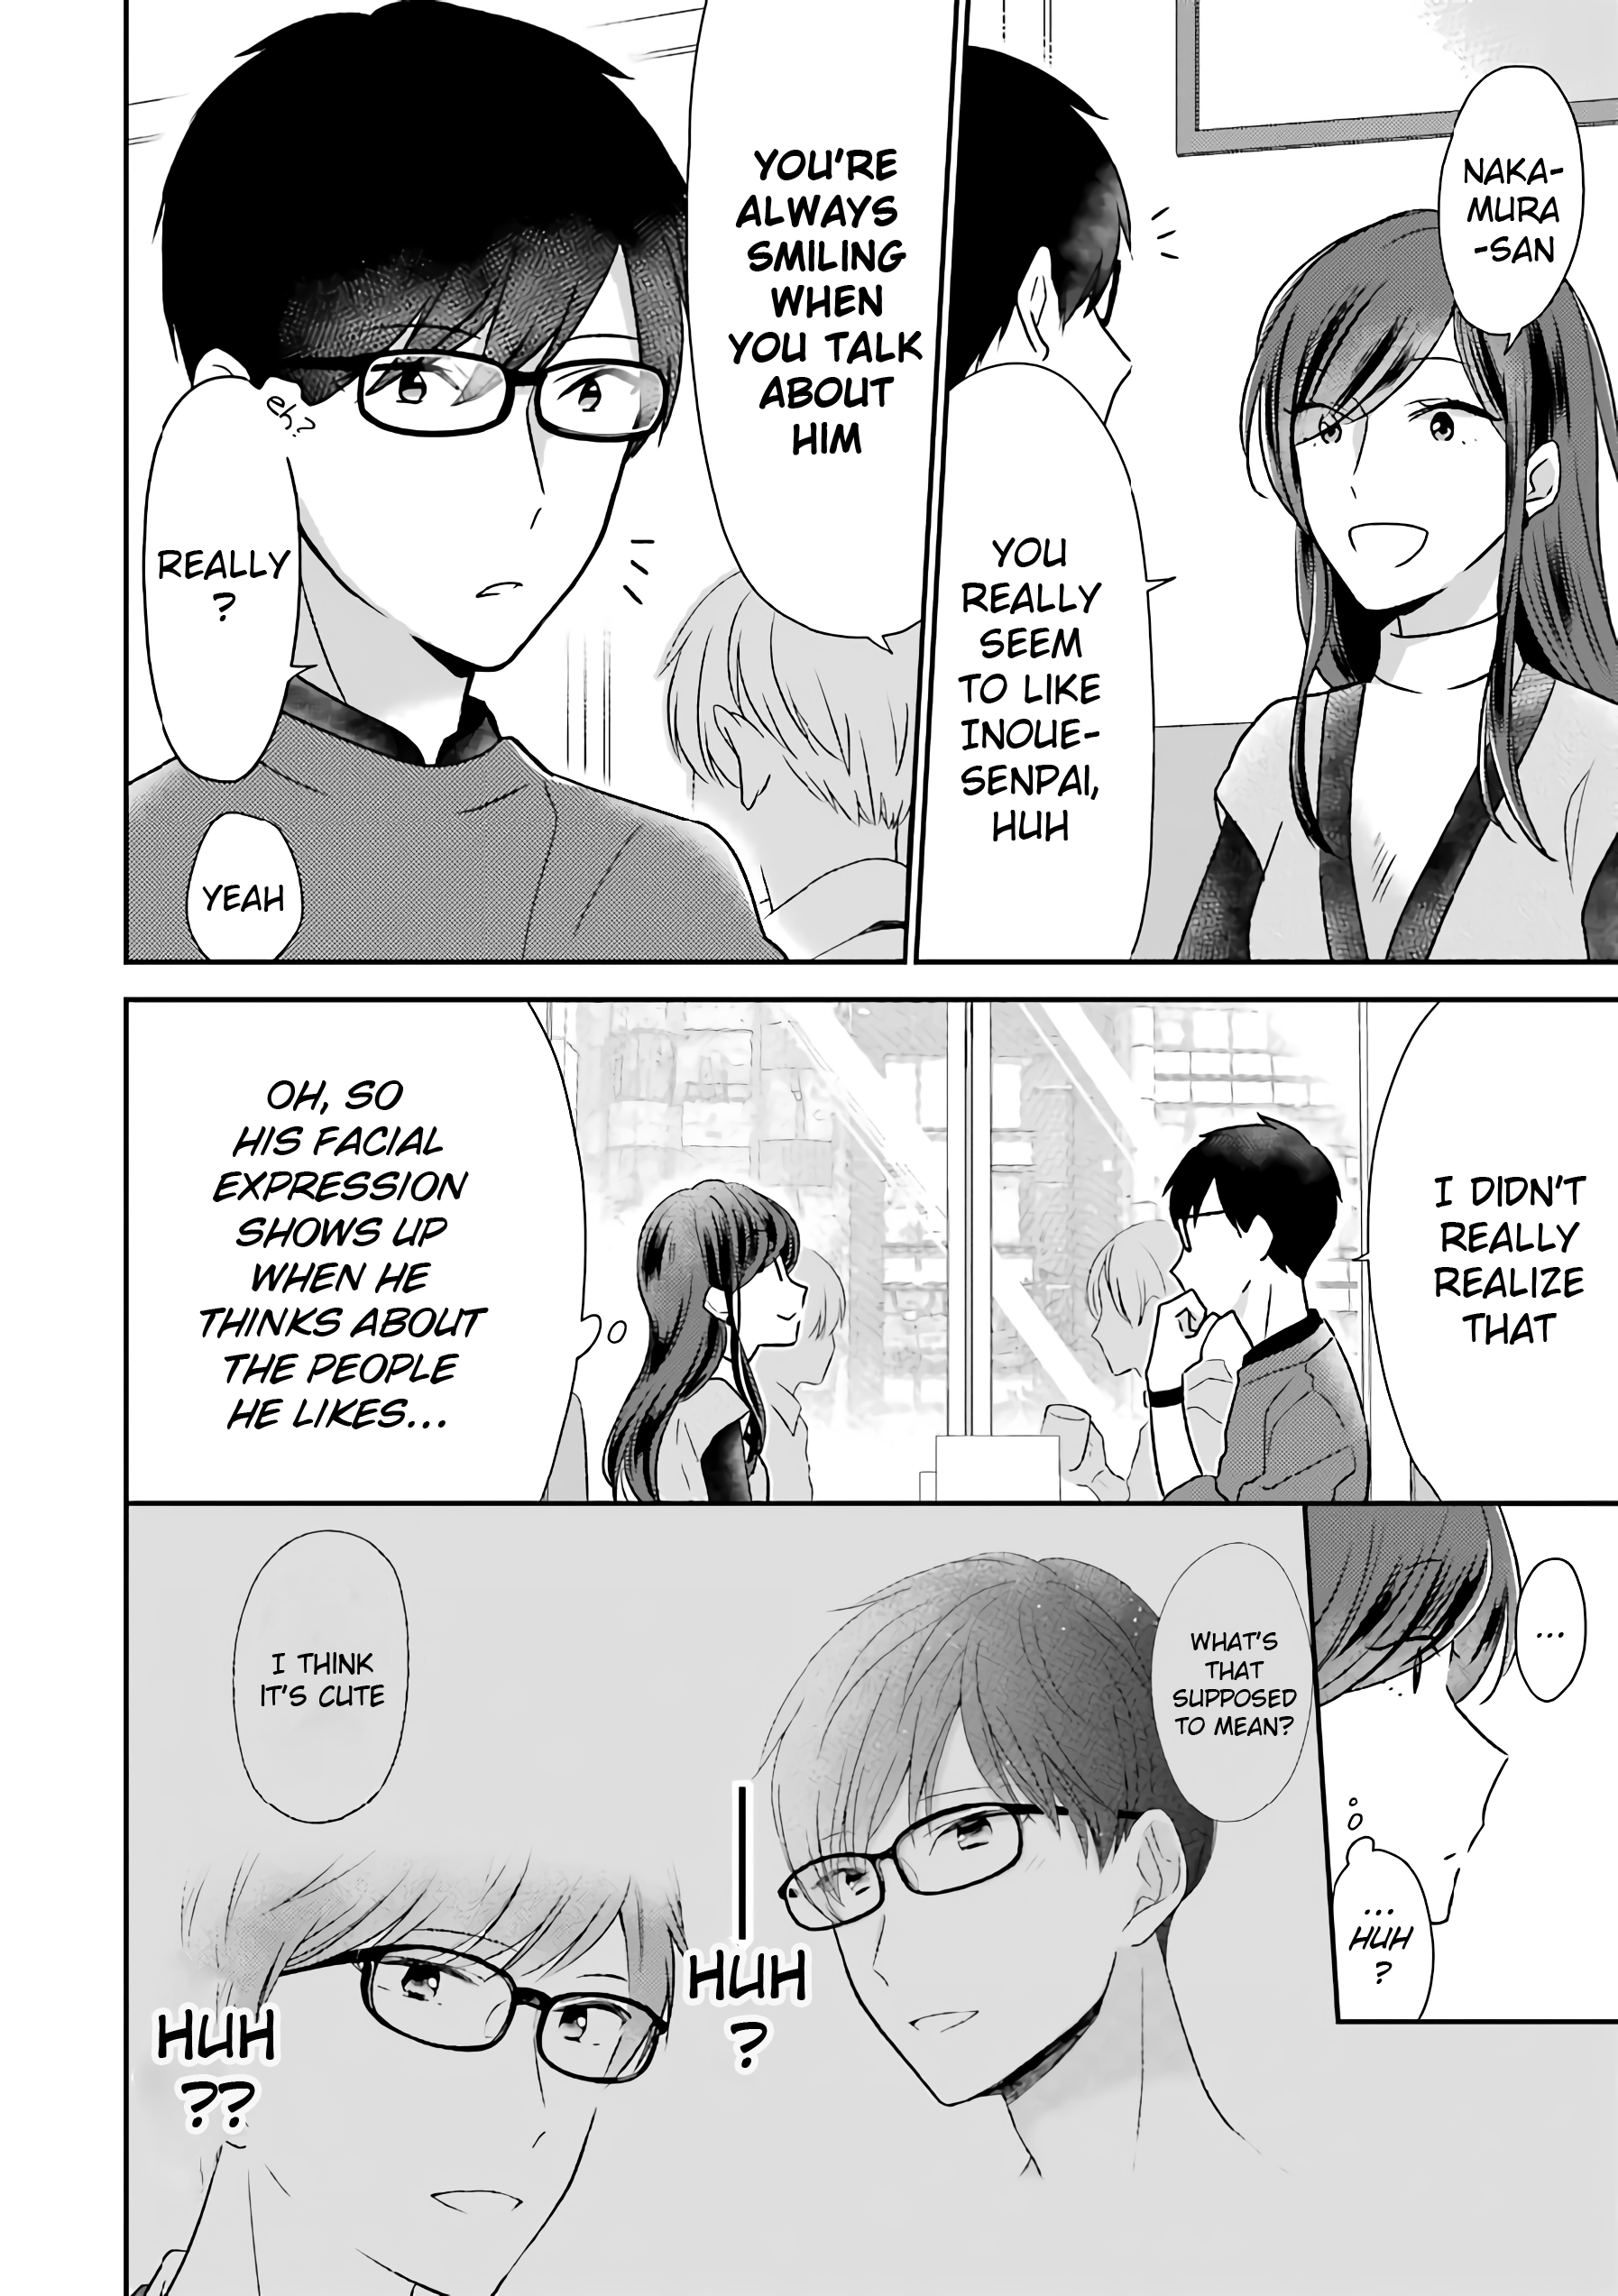 NAKA-
MURA
-SAN
YOU
REALLY
SEEM
TO LIKE
INOUE-
SENPAI,
HUH
YOU'RE
ALWAYS
SMILING
WHEN
YOU TALK
ABOUT
HIM
eh?
REALLY
?
YEAH
I DIDN'T
REALLY
REALIZE
THAT
OH, SO
HIS FACIAL
EXPRESSION
SHOWS UP
WHEN HE
THINKS ABOUT
THE PEOPLE
HE LIKES...
...
...
HUH
?
WHAT'S
THAT
SUPPOSED
TO MEAN?
HUH
?
I THINK
IT'S CUTE
HUH
??